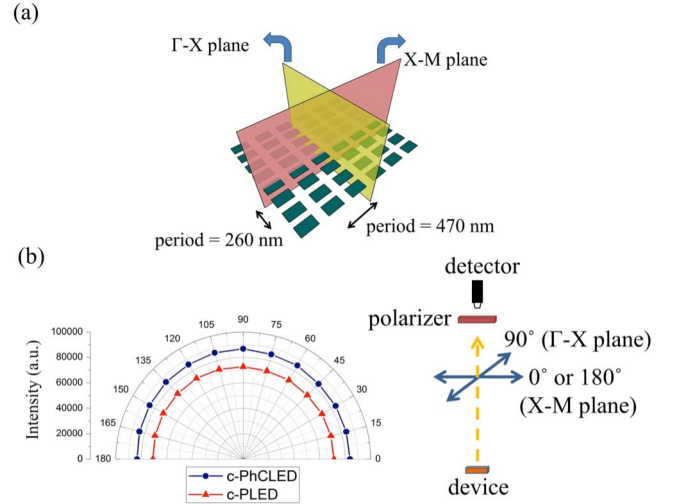 (a)
Γ-X plane
X-M plane
period = 260 nm
period = 470 nm
(b)
Intensity (a.u.)
100000
80000
60000
40000
20000
0
180
165
150
135
120
105
90
75
60
45
30
15
0
c-PhCLED
c-PLED
detector
polarizer
90° (Γ-X plane)
0° or 180°
(X-M plane)
device